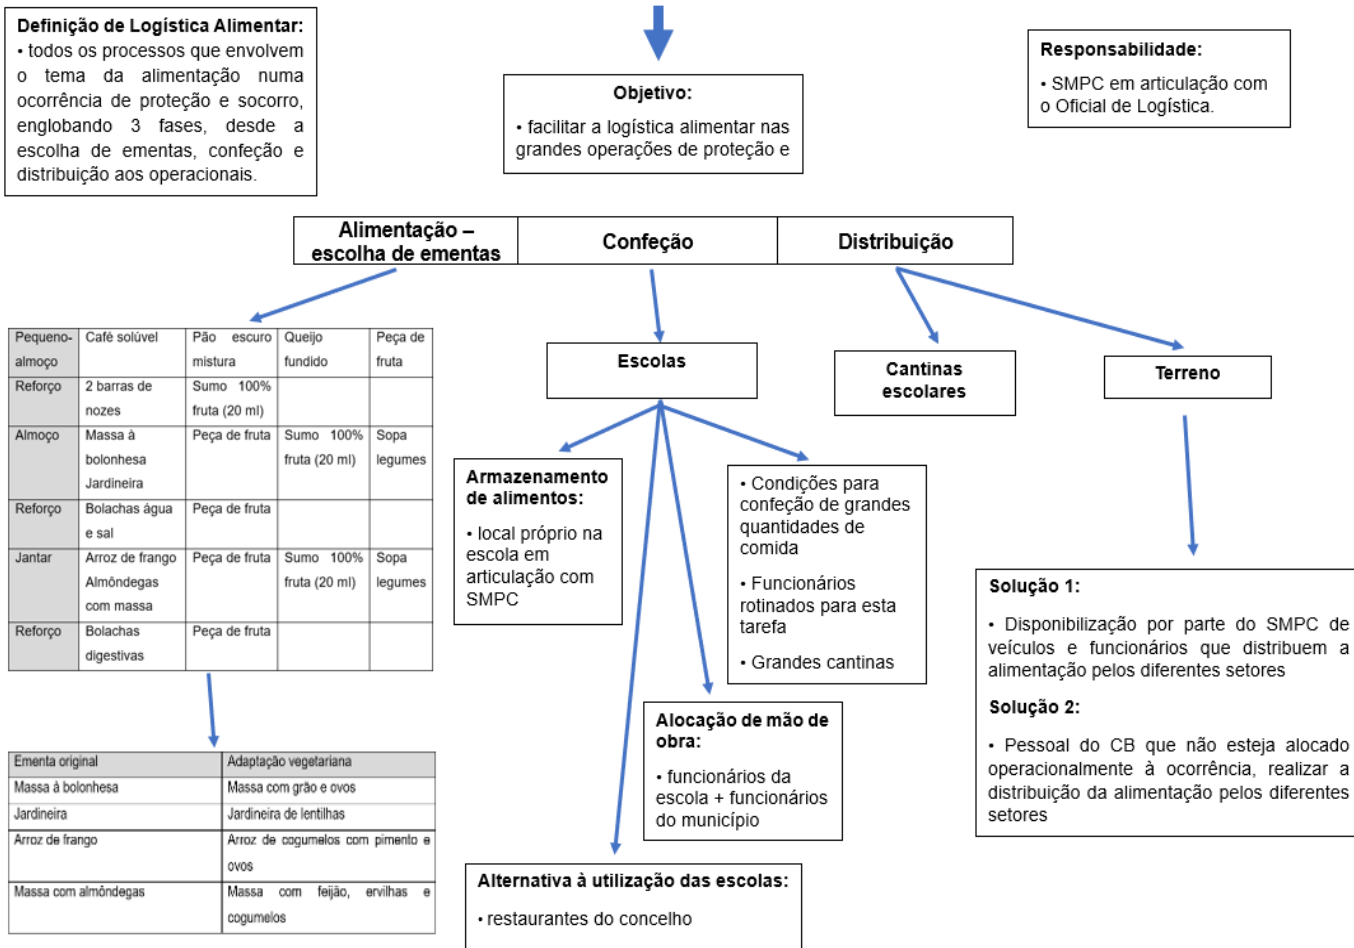 Definição de Logística Alimentar:
• todos os processos que envolvem
o tema da alimentação numa
ocorrência de proteção e socorro,
englobando 3 fases, desde a
escolha de ementas, confeção e
distribuição aos operacionais.
Objetivo:
• facilitar a logística alimentar nas
grandes operações de proteção e
Responsabilidade:
• SMPC em articulação com
o Oficial de Logística.
Alimentação –
escolha de ementas
Confeção
Distribuição
Pequeno- Café solúvel Pão escuro Queijo Peça de
almoço mistura fundido fruta
Reforço 2 barras de Sumo 100%
nozes fruta (20 ml)
Almoço Massa à Peça de fruta Sumo 100% Sopa
bolonhesa fruta (20 ml) legumes
Jardineira
Reforço Bolachas água Peça de fruta
e sal
Jantar Arroz de frango Peça de fruta Sumo 100% Sopa
Almôndegas fruta (20 ml) legumes
com massa
Reforço Bolachas Peça de fruta
digestivas
Ementa original Adaptação vegetariana
Massa à bolonhesa Massa com grão e ovos
Jardineira Jardineira de lentilhas
Arroz de frango Arroz de cogumelos com pimento e
ovos
Massa com almôndegas Massa com feijão, ervilhas e
cogumelos
Escolas
Armazenamento
de alimentos:
• local próprio na
escola em
articulação com
SMPC
• Condições para
confeção de grandes
quantidades de
comida
• Funcionários
rotinados para esta
tarefa
• Grandes cantinas
Alocação de mão de
obra:
• funcionários da
escola + funcionários
do município
Alternativa à utilização das escolas:
• restaurantes do concelho
Cantinas
escolares
Terreno
Solução 1:
• Disponibilização por parte do SMPC de
veículos e funcionários que distribuem a
alimentação pelos diferentes setores
Solução 2:
• Pessoal do CB que não esteja alocado
operacionalmente à ocorrência, realizar a
distribuição da alimentação pelos diferentes
setores